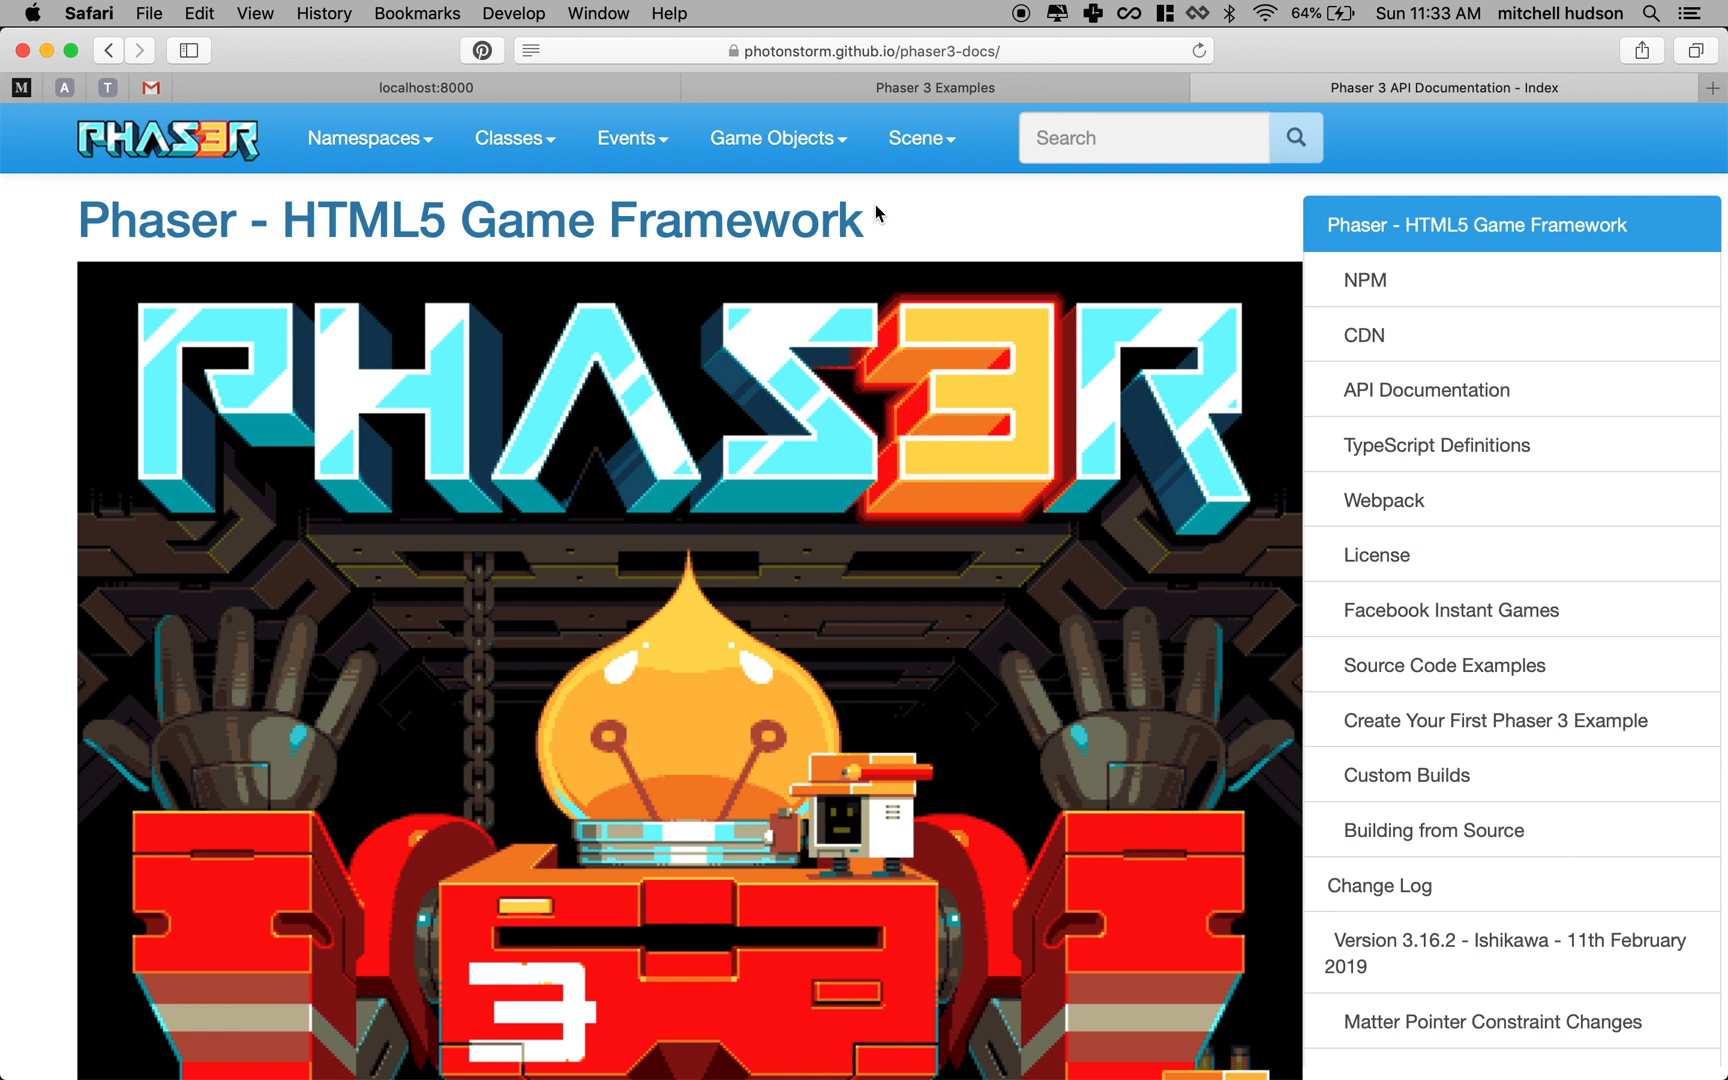 Safari File Edit View History Bookmarks Develop Window Help 64% Sun 11:33 AM mitchell hudson
photonstorm.github.io/phaser3-docs/
M A T M localhost:8000 Phaser 3 Examples Phaser 3 API Documentation - Index
PHAS3R Namespaces Classes Events Game Objects Scene Search
Phaser - HTML5 Game Framework
PHAS3R
3
Phaser - HTML5 Game Framework
NPM
CDN
API Documentation
TypeScript Definitions
Webpack
License
Facebook Instant Games
Source Code Examples
Create Your First Phaser 3 Example
Custom Builds
Building from Source
Change Log
Version 3.16.2 - Ishikawa - 11th February
2019
Matter Pointer Constraint Changes